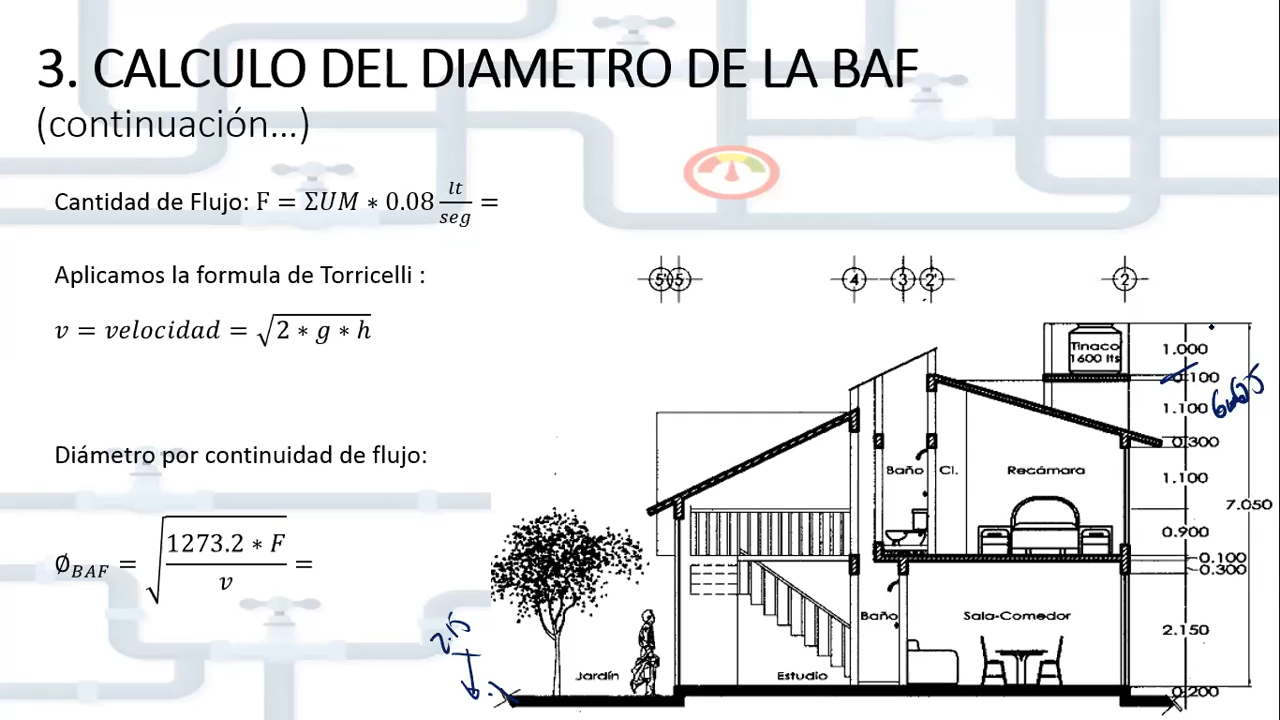 3. CALCULO DEL DIAMETRO DE LA BAF
(continuación...)
Cantidad de Flujo: F = ΣUM ∗ 0.08 lt/seg =
Aplicamos la formula de Torricelli :
v = velocidad = √2 ∗ g ∗ h
Diámetro por continuidad de flujo:
∅BAF = √1273.2 ∗ F / v =
5' 5 4 3 2' 2
Tinaco
1600 lts
1.000
0.100
1.100
0.300
1.100
7.050
0.900
0.100
0.300
2.150
0.200
Baño Cl. Recámara
Baño Sala-Comedor
Jardín Estudio
2.15